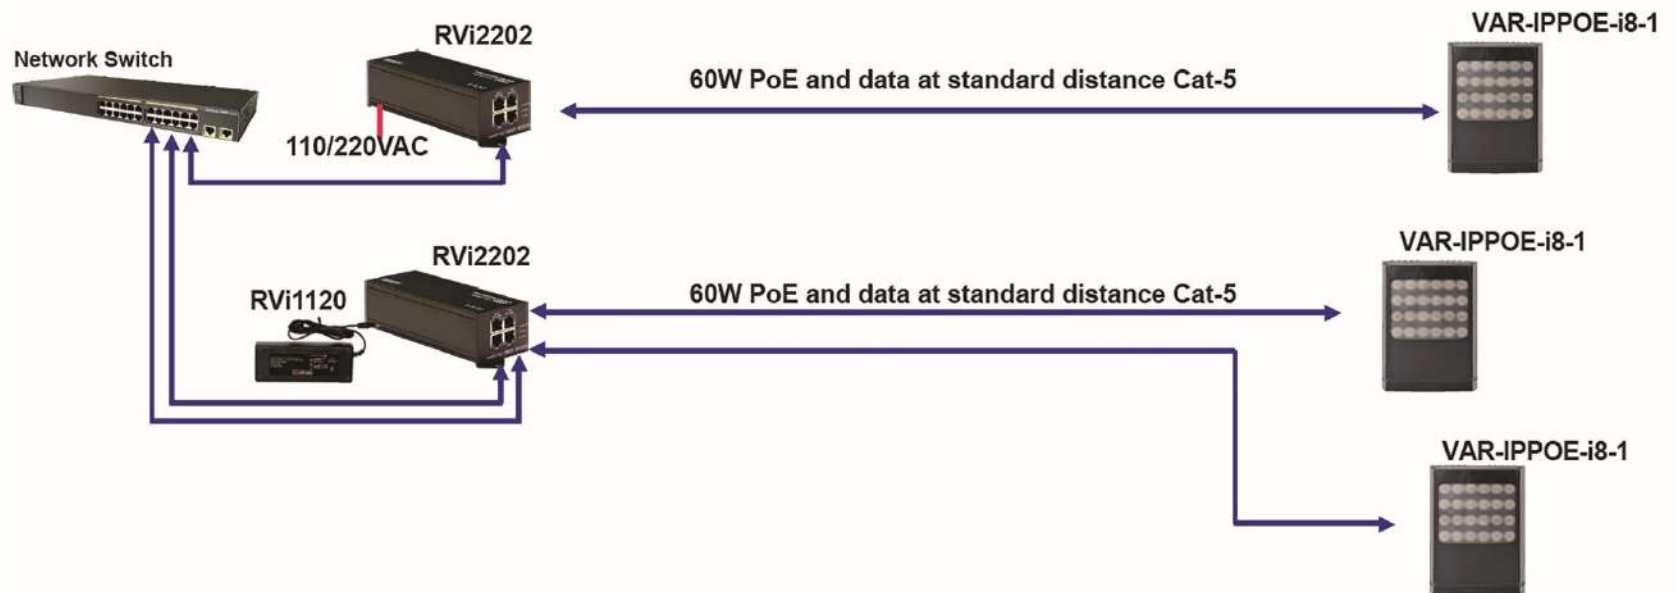 VAR-IPPOE-i8-1
RVi2202
Network Switch
60W PoE and data at standard distance Cat-5
110/220VAC
VAR-IPPOE-i8-1
RVi2202
RVi1120
60W PoE and data at standard distance Cat-5
VAR-IPPOE-i8-1